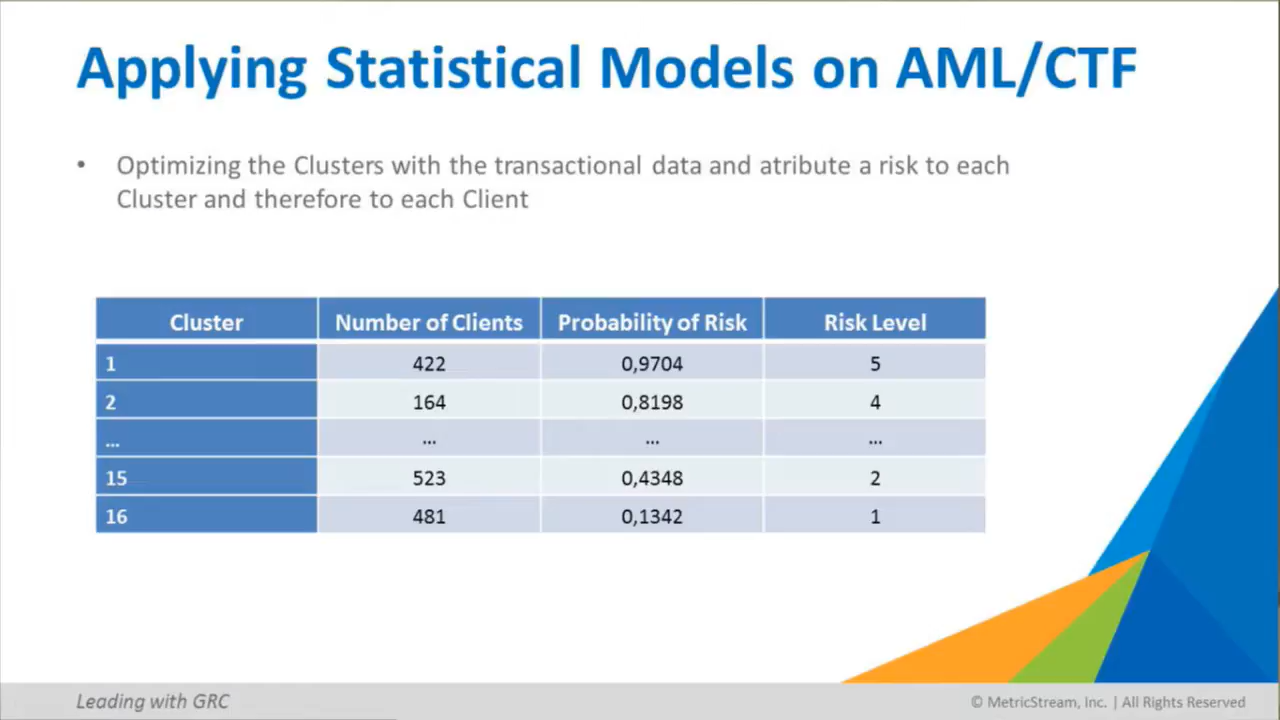 Applying Statistical Models on AML/CTF
• Optimizing the Clusters with the transactional data and atribute a risk to each
Cluster and therefore to each Client
Cluster Number of Clients Probability of Risk Risk Level
1 422 0,9704 5
2 164 0,8198 4
... ... ... ...
15 523 0,4348 2
16 481 0,1342 1
Leading with GRC © MetricStream, Inc. | All Rights Reserved